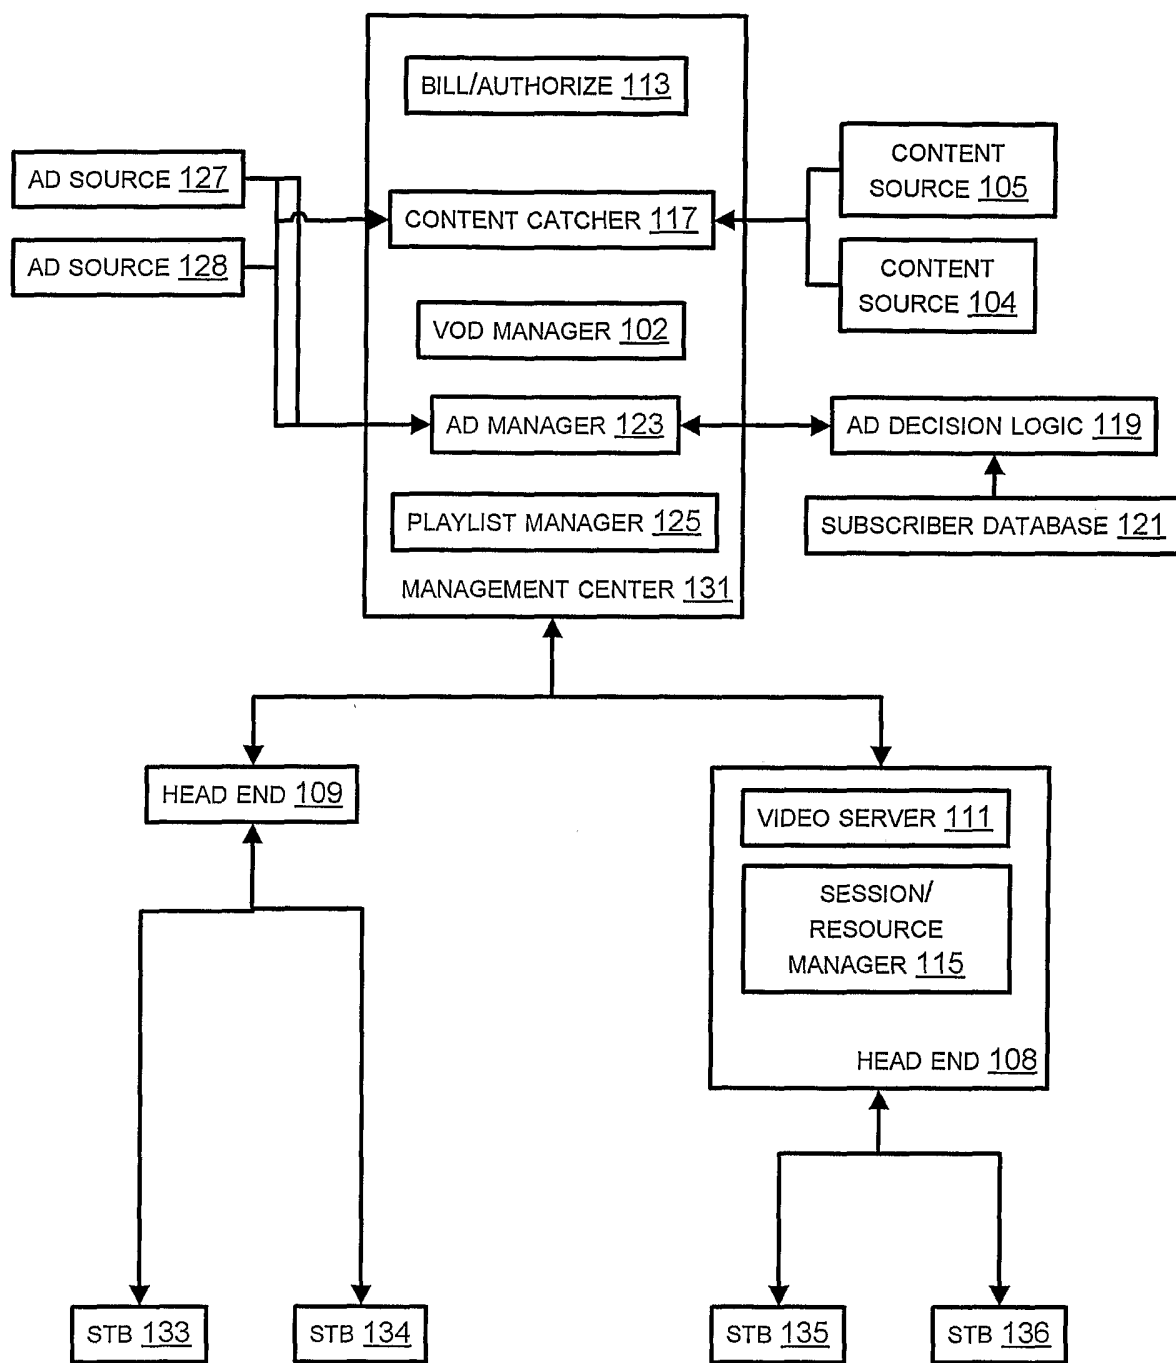 BILL/AUTHORIZE 113
AD SOURCE 127
CONTENT
SOURCE 105
CONTENT CATCHER 117
AD SOURCE 128
CONTENT
SOURCE 104
VOD MANAGER 102
AD MANAGER 123
AD DECISION LOGIC 119
PLAYLIST MANAGER 125
SUBSCRIBER DATABASE 121
MANAGEMENT CENTER 131
HEAD END 109
VIDEO SERVER 111
SESSION/
RESOURCE
MANAGER 115
HEAD END 108
STB 133
STB 134
STB 135
STB 136